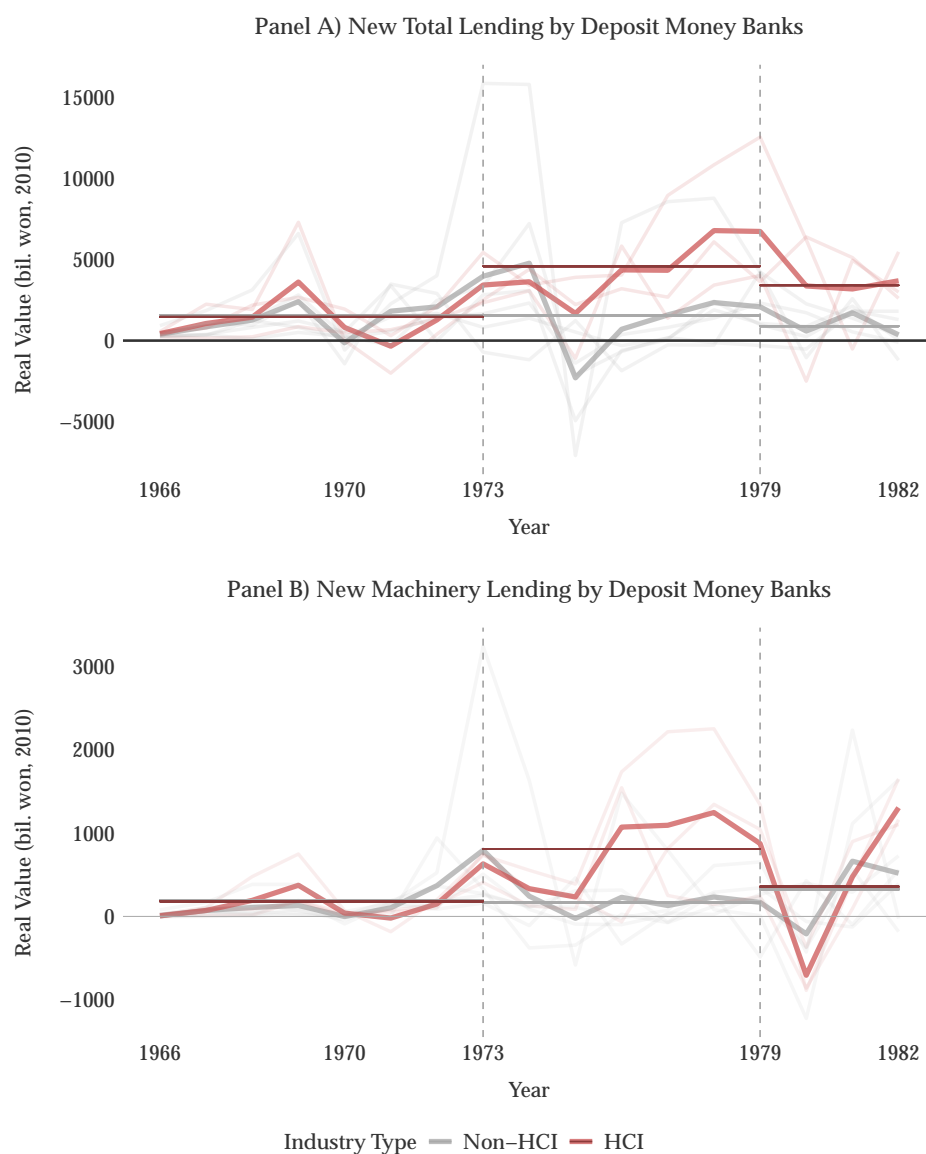 Panel A) New Total Lending by Deposit Money Banks
Real Value (bil. won, 2010)
15000
10000
5000
0
−5000
1966 1970 1973 1979 1982
Year
Panel B) New Machinery Lending by Deposit Money Banks
Real Value (bil. won, 2010)
3000
2000
1000
0
−1000
1966 1970 1973 1979 1982
Year
Industry Type Non−HCI HCI